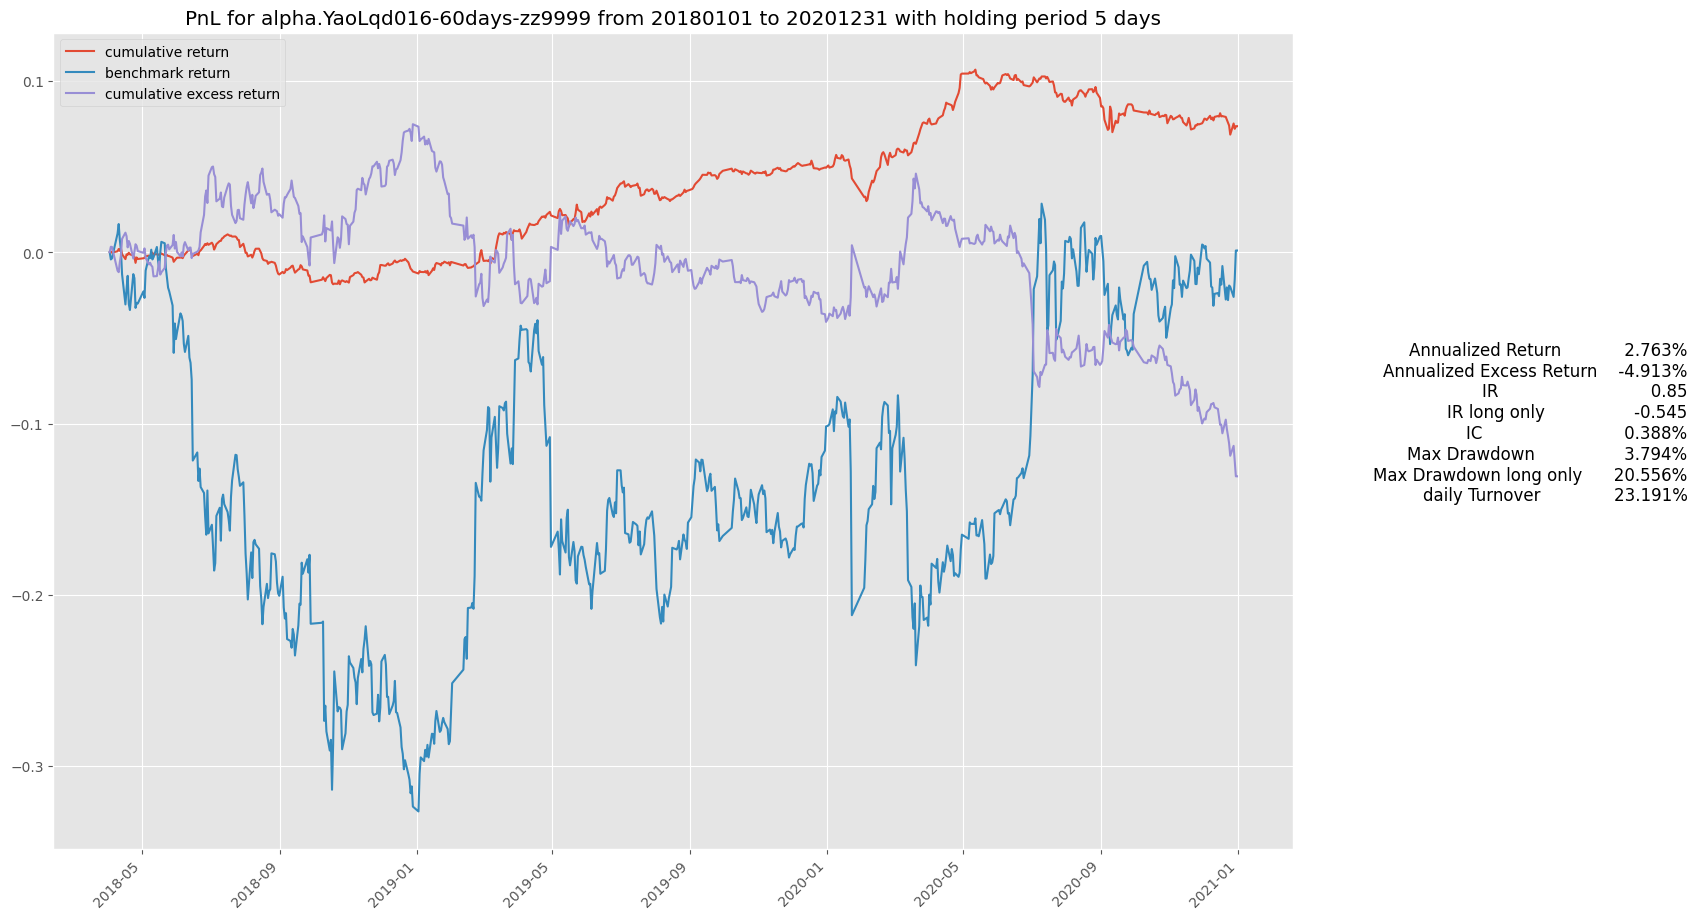 PnL for alpha.YaoLqd016-60days-zz9999 from 20180101 to 20201231 with holding period 5 days
cumulative return
benchmark return
cumulative excess return
0.1
0.0
−0.1
−0.2
−0.3
2018-05
2018-09
2019-01
2019-05
2019-09
2020-01
2020-05
2020-09
2021-01
Annualized Return 2.763%
Annualized Excess Return -4.913%
IR 0.85
IR long only -0.545
IC 0.388%
Max Drawdown 3.794%
Max Drawdown long only 20.556%
daily Turnover 23.191%